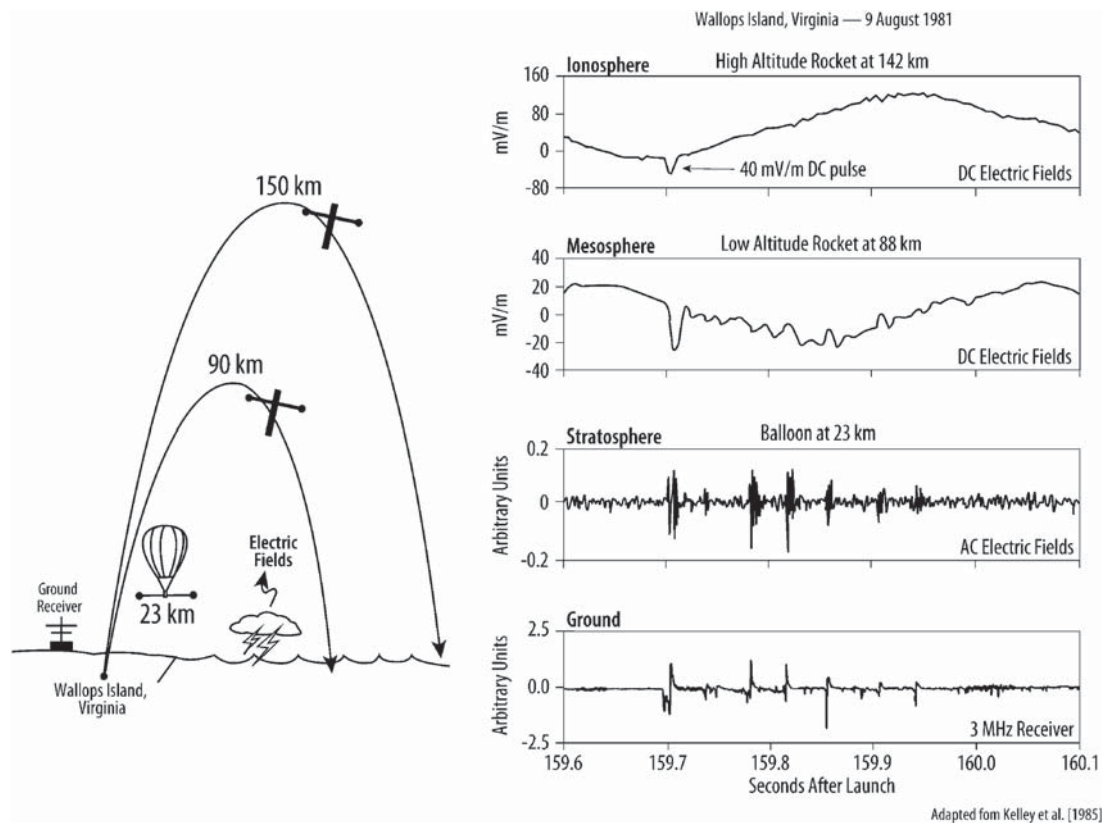 150 km
90 km
Electric
Fields
Ground
Receiver
23 km
Wallops Island,
Virginia
Wallops Island, Virginia — 9 August 1981
Ionosphere
High Altitude Rocket at 142 km
160
80
0
-80
mV/m
40 mV/m DC pulse
DC Electric Fields
Mesosphere
Low Altitude Rocket at 88 km
40
20
0
-20
-40
mV/m
DC Electric Fields
Stratosphere
Balloon at 23 km
0.2
0
-0.2
Arbitrary Units
AC Electric Fields
Ground
2.5
0.0
-2.5
Arbitrary Units
3 MHz Receiver
159.6 159.7 159.8 159.9 160.0 160.1
Seconds After Launch
Adapted fom Kelley et al. [1985]